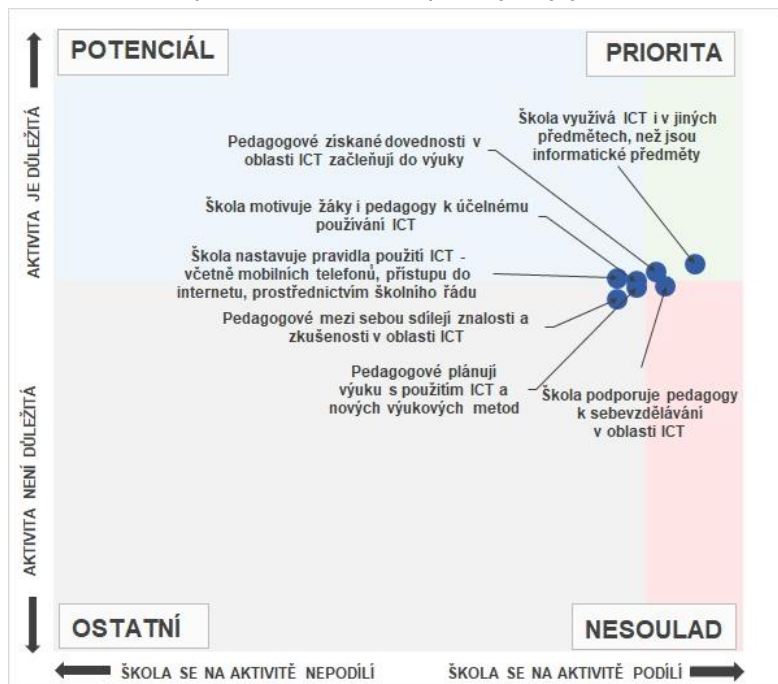 POTENCIÁL
PRIORITA
Škola využívá ICT i v jiných
předmětech, než jsou
informatické předměty
Pedagogové získané dovednosti v
oblasti ICT začleňují do výuky
Škola motivuje žáky i pedagogy k účelnému
používání ICT
Škola nastavuje pravidla použití ICT -
včetně mobilních telefonů, přístupu do
internetu, prostřednictvím školního řádu
Pedagogové mezi sebou sdílejí znalosti a
zkušenosti v oblasti ICT
Pedagogové plánují
výuku s použitím ICT a
nových výukových metod
Škola podporuje pedagogy
k sebevzdělávání
v oblasti ICT
AKTIVITA JE DŮLEŽITÁ
AKTIVITA NENÍ DŮLEŽITÁ
OSTATNÍ
NESOULAD
ŠKOLA SE NA AKTIVITĚ NEPODÍLÍ
ŠKOLA SE NA AKTIVITĚ PODÍLÍ